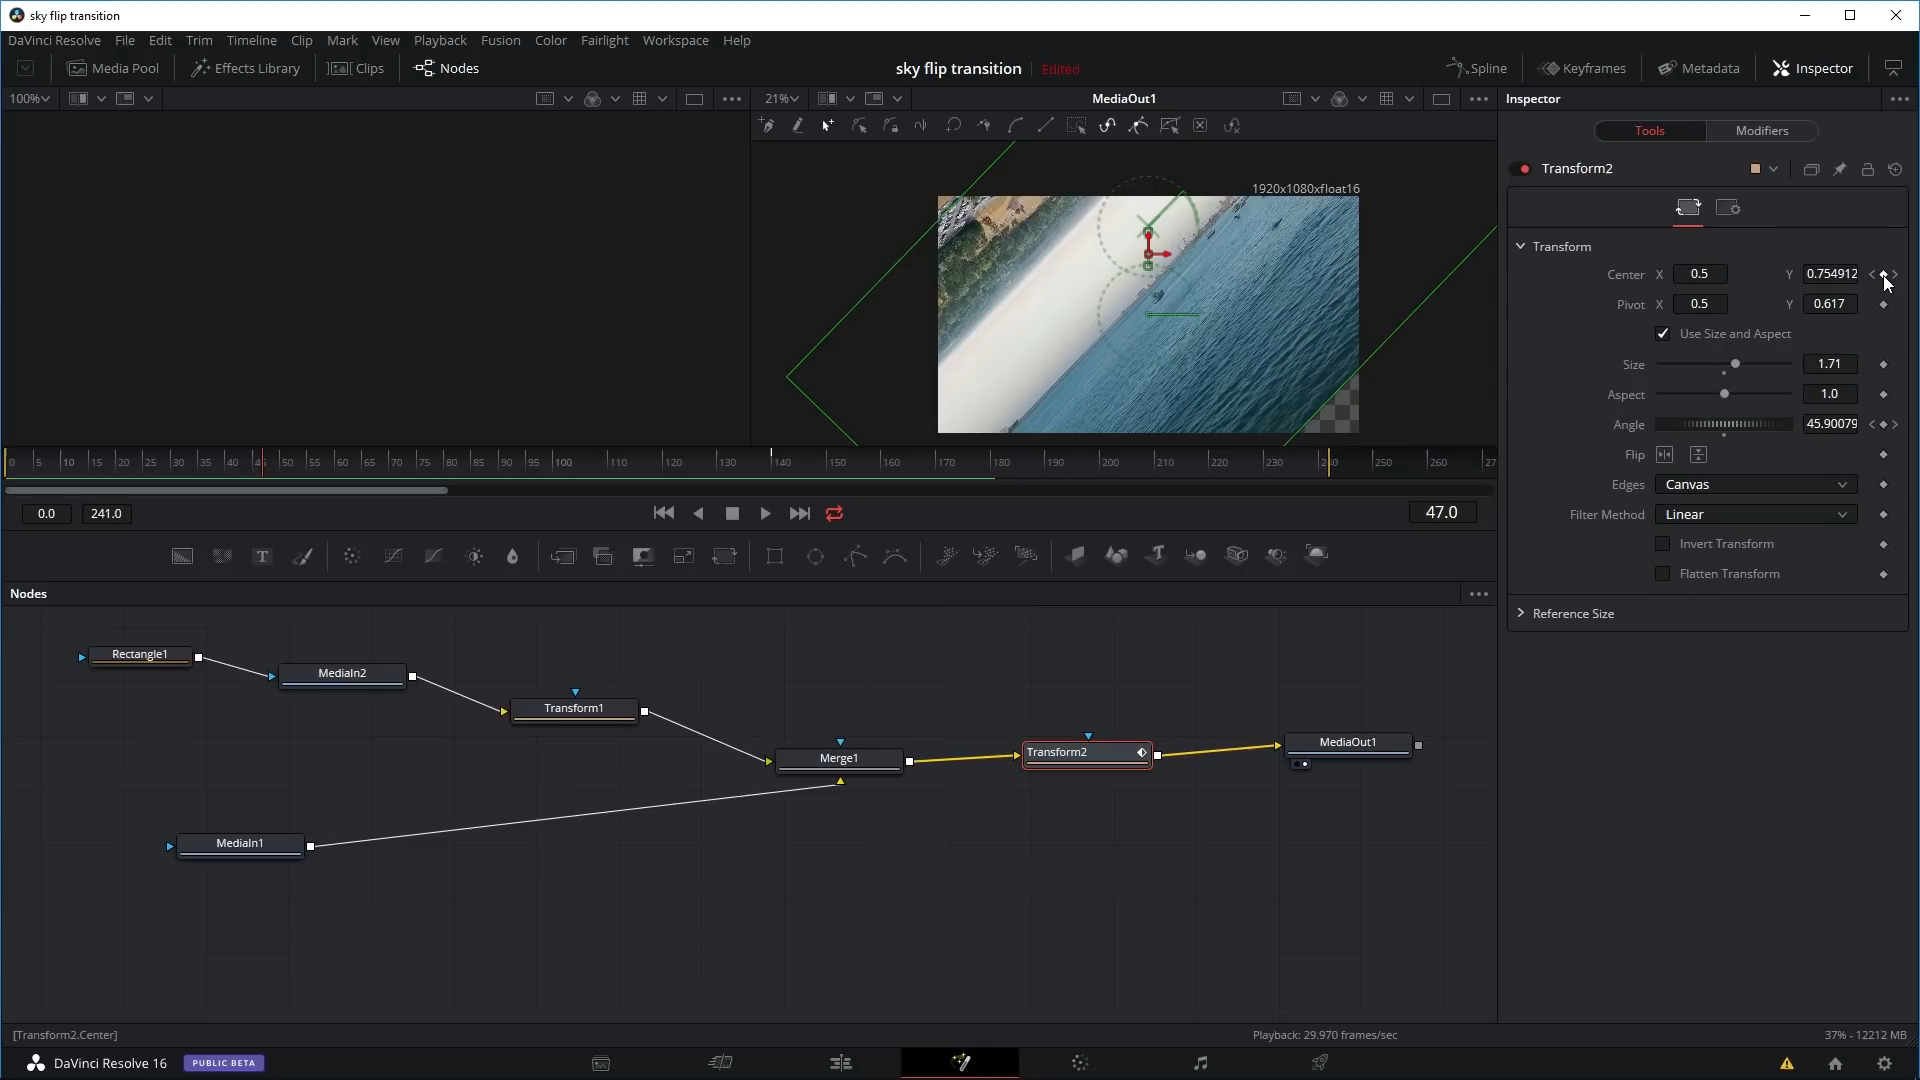 sky flip transition
DaVinci Resolve File Edit Trim Timeline Clip Mark View Playback Fusion Color Fairlight Workspace Help
Media Pool Effects Library Clips Nodes sky flip transition Edited Spline Keyframes Metadata Inspector
100% 21% MediaOut1 Inspector
Tools Modifiers
Transform2
1920x1080xfloat16
Transform
Center X 0.5 Y 0.754912
Pivot X 0.5 Y 0.617
Use Size and Aspect
Size 1.71
Aspect 1.0
Angle 45.90079
Flip
Edges Canvas
Filter Method Linear
Invert Transform
Flatten Transform
Reference Size
0 5 10 15 20 25 30 35 40 45 50 55 60 65 70 75 80 85 90 95 100 110 120 130 140 150 160 170 180 190 200 210 220 230 240 250 260 27
0.0 241.0 47.0
Nodes
Rectangle1
MediaIn2
Transform1
Merge1
Transform2
MediaOut1
MediaIn1
[Transform2.Center] Playback: 29.970 frames/sec 37% - 12212 MB
DaVinci Resolve 16 PUBLIC BETA